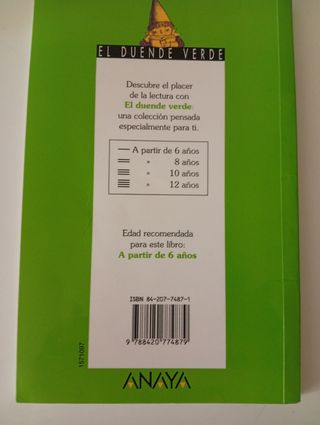 EL DUENDE VERDE
Descubre el placer
de la lectura con
El duende verde:
una colección pensada
especialmente para ti.
A partir de 6 años
" 8 años
" 10 años
" 12 años
Edad recomendada
para este libro:
A partir de 6 años
ISBN 84-207-7487-1
9 788420 774879
1571097
ANAYA